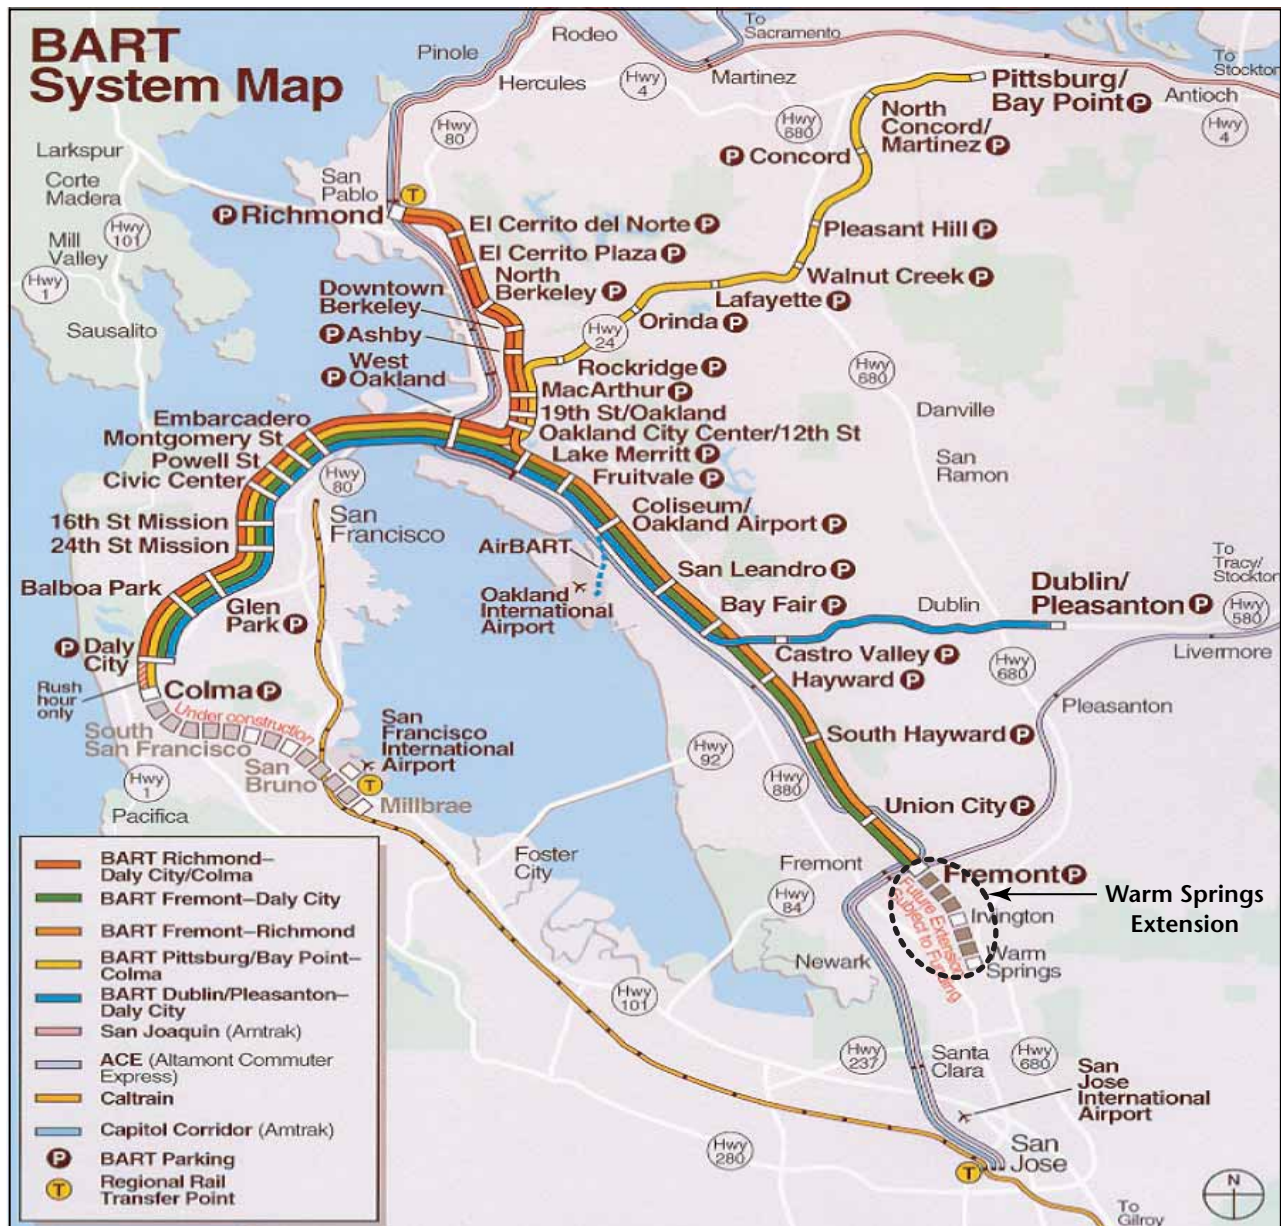 BART
System Map
To
Sacramento
Rodeo
Pinole
Hercules
Hwy
4
Martinez
To
Stockton
Antioch
Hwy
4
Hwy
80
Hwy
680
Pittsburg/
Bay Point P
North
Concord/
Martinez P
P Concord
Larkspur
Corte
Madera
Hwy
101
Mill
Valley
Hwy
1
Sausalito
San
Pablo
T
P Richmond
El Cerrito del Norte P
El Cerrito Plaza P
North
Berkeley P
Pleasant Hill P
Walnut Creek P
Lafayette P
Orinda P
Hwy
24
Downtown
Berkeley
P Ashby
West
P Oakland
Rockridge P
MacArthur P
19th St/Oakland
Oakland City Center/12th St
Lake Merritt P
Fruitvale P
Coliseum/
Oakland Airport P
Hwy
680
Danville
San
Ramon
Embarcadero
Montgomery St
Powell St
Civic Center
Hwy
80
16th St Mission
24th St Mission
San
Francisco
AirBART
Oakland
International
Airport
San Leandro P
Bay Fair P
Dublin
Dublin/
Pleasanton P
To
Tracy/
Stockton
Hwy
580
Livermore
Castro Valley P
Hayward P
Hwy
680
Pleasanton
Balboa Park
Glen
Park P
P Daly
City
Rush
hour
only
Colma P
Under construction
South
San Francisco
San
Bruno
San
Francisco
International
Airport
T
Millbrae
Hwy
1
Pacifica
South Hayward P
Hwy
92
Hwy
880
Union City P
Foster
City
Fremont
Fremont P
Hwy
84
Future Extension
Subject to Funding
Irvington
Warm
Springs
Warm Springs
Extension
Newark
Hwy
101
Hwy
237
Santa
Clara
Hwy
680
San
Jose
International
Airport
Hwy
280
San
Jose
T
To
Gilroy
N
BART Richmond–
Daly City/Colma
BART Fremont–Daly City
BART Fremont–Richmond
BART Pittsburg/Bay Point–
Colma
BART Dublin/Pleasanton–
Daly City
San Joaquin (Amtrak)
ACE (Altamont Commuter
Express)
Caltrain
Capitol Corridor (Amtrak)
P BART Parking
T Regional Rail
Transfer Point